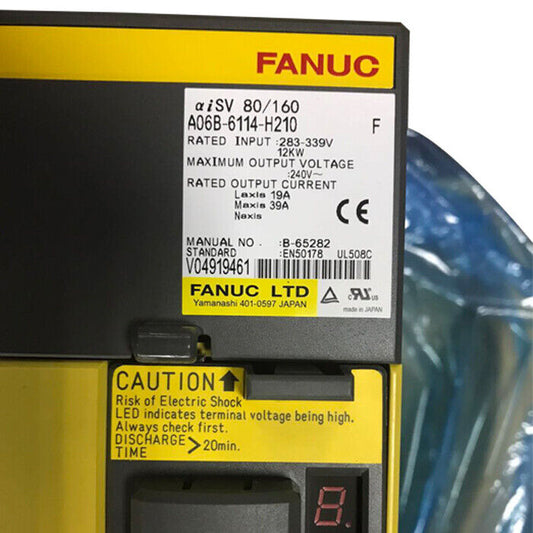 FANUC
αiSV 80/160
A06B-6114-H210 F
RATED INPUT :283-339V
12KW
MAXIMUM OUTPUT VOLTAGE
:240V~
RATED OUTPUT CURRENT
Laxis 19A
Maxis 39A
Naxis
CE
MANUAL NO. :B-65282
STANDARD :EN50178 UL508C
V04919461
FANUC LTD
Yamanashi 401-0597 JAPAN
c RU us
made in JAPAN
CAUTION
Risk of Electric Shock
LED indicates terminal voltage being high.
Always check first.
DISCHARGE > 20min.
TIME
8.